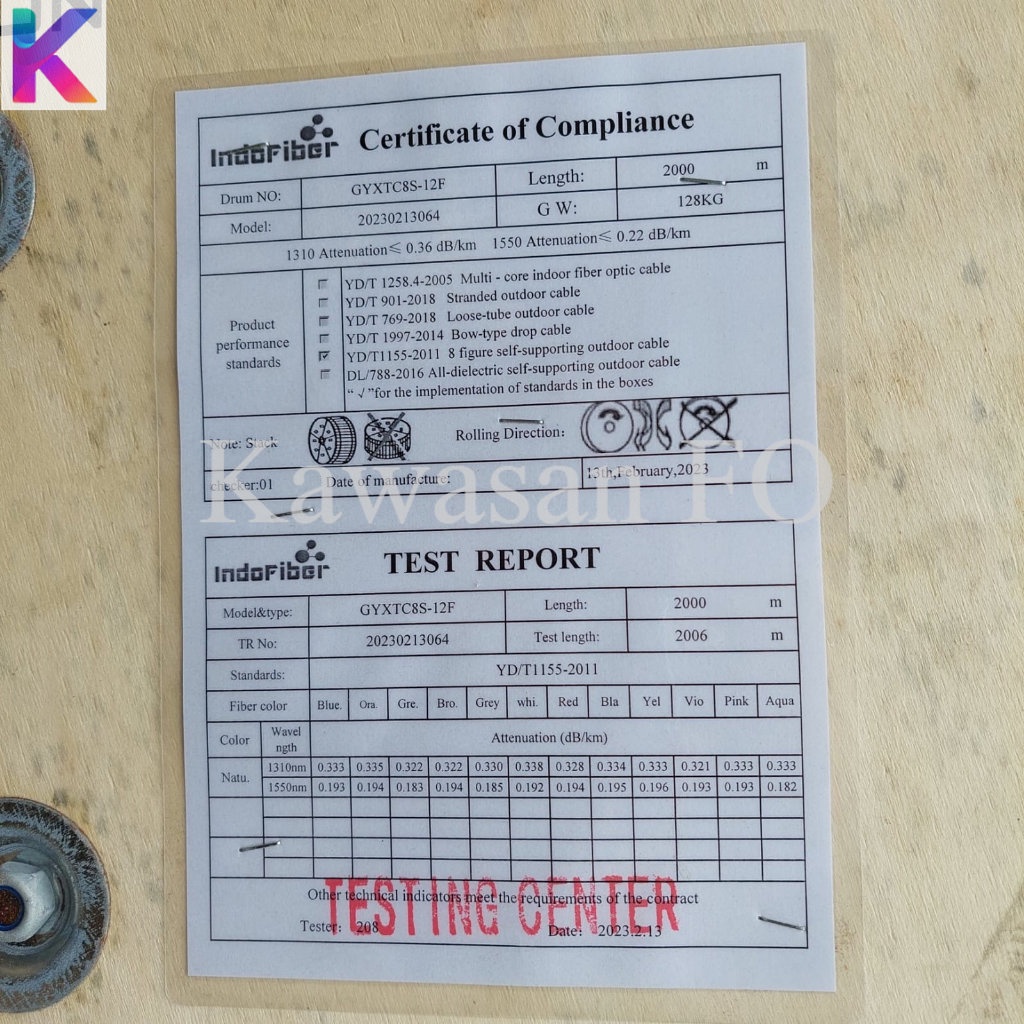 IndoFiber Certificate of Compliance
Drum NO: GYXTC8S-12F Length: 2000 m
Model: 20230213064 G W: 128KG
1310 Attenuation≤ 0.36 dB/km 1550 Attenuation≤ 0.22 dB/km
Product performance standards
YD/T 1258.4-2005 Multi - core indoor fiber optic cable
YD/T 901-2018 Stranded outdoor cable
YD/T 769-2018 Loose-tube outdoor cable
YD/T 1997-2014 Bow-type drop cable
YD/T1155-2011 8 figure self-supporting outdoor cable
DL/788-2016 All-dielectric self-supporting outdoor cable
“ √ ”for the implementation of standards in the boxes
Note: Stack Rolling Direction:
Kawasan FO
checker:01 Date of manufacture: 13th,February,2023
IndoFiber TEST REPORT
Model&type: GYXTC8S-12F Length: 2000 m
TR No: 20230213064 Test length: 2006 m
Standards: YD/T1155-2011
Fiber color Blue. Ora. Gre. Bro. Grey whi. Red Bla Yel Vio Pink Aqua
Color Wavel ngth Attenuation (dB/km)
Natu. 1310nm 0.333 0.335 0.322 0.322 0.330 0.338 0.328 0.334 0.333 0.321 0.333 0.333
1550nm 0.193 0.194 0.183 0.194 0.185 0.192 0.194 0.195 0.196 0.193 0.193 0.182
Other technical indicators meet the requirements of the contract
TESTING CENTER
Tester: 208 Date: 2023.2.13